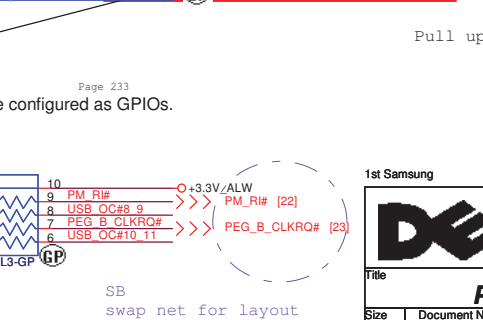 Pull up
Page 233
e configured as GPIOs.
10
+3.3V_ALW
9 PM_RI#
PM_RI# [22]
8 USB_OC#8_9
7 PEG_B_CLKRQ#
PEG_B_CLKRQ# [23]
6 USB_OC#10_11
L3-GP
GP
SB
swap net for layout
1st Samsung
DE
Title
P
Size
Document N